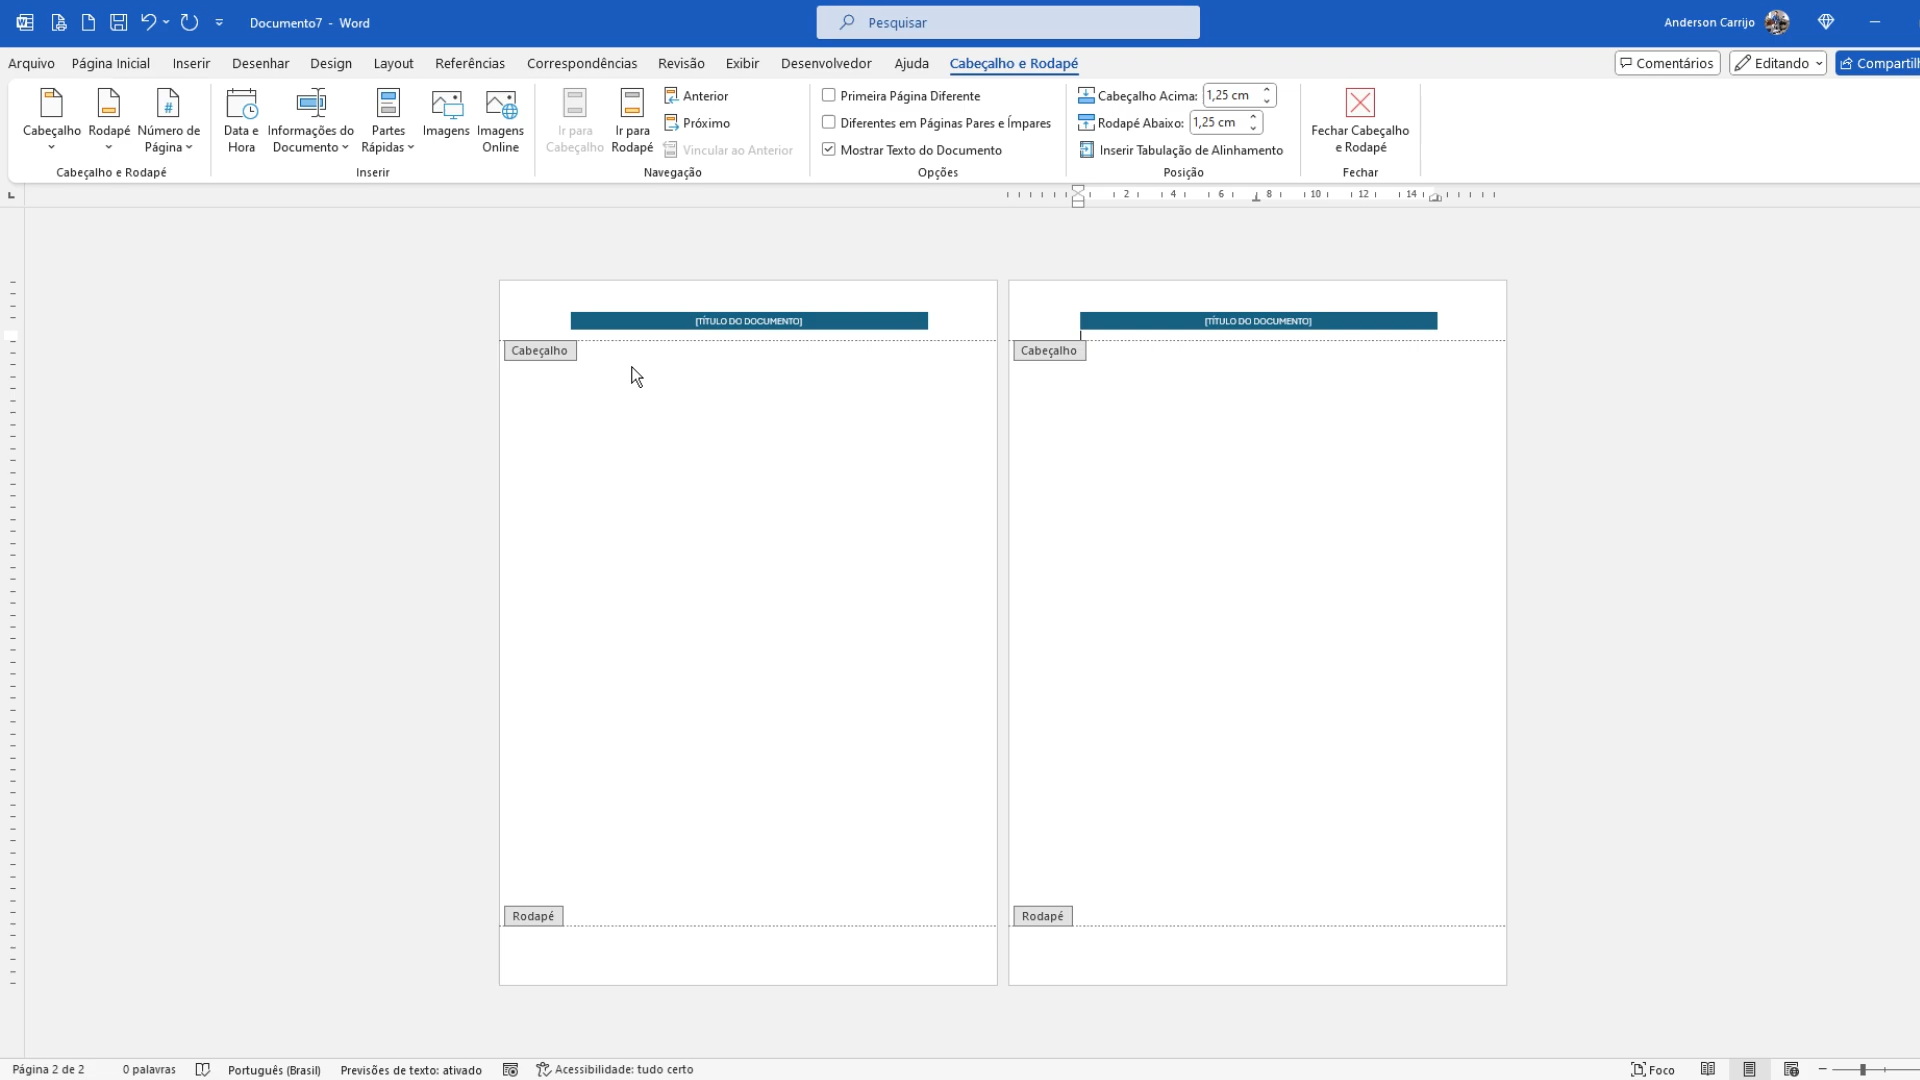 Documento7 - Word
Pesquisar
Anderson Carrijo
Arquivo Página Inicial Inserir Desenhar Design Layout Referências Correspondências Revisão Exibir Desenvolvedor Ajuda Cabeçalho e Rodapé
Comentários Editando Compartilh
Cabeçalho
Rodapé
Número de
Página
Cabeçalho e Rodapé
Data e
Hora
Informações do
Documento
Partes
Rápidas
Imagens
Imagens
Online
Inserir
Ir para
Cabeçalho
Ir para
Rodapé
Anterior
Próximo
Vincular ao Anterior
Navegação
Primeira Página Diferente
Diferentes em Páginas Pares e Ímpares
Mostrar Texto do Documento
Opções
Cabeçalho Acima: 1,25 cm
Rodapé Abaixo: 1,25 cm
Inserir Tabulação de Alinhamento
Posição
Fechar Cabeçalho
e Rodapé
Fechar
2 4 6 8 10 12 14
[TÍTULO DO DOCUMENTO]
Cabeçalho
Rodapé
[TÍTULO DO DOCUMENTO]
Cabeçalho
Rodapé
Página 2 de 2 0 palavras Português (Brasil) Previsões de texto: ativado Acessibilidade: tudo certo
Foco